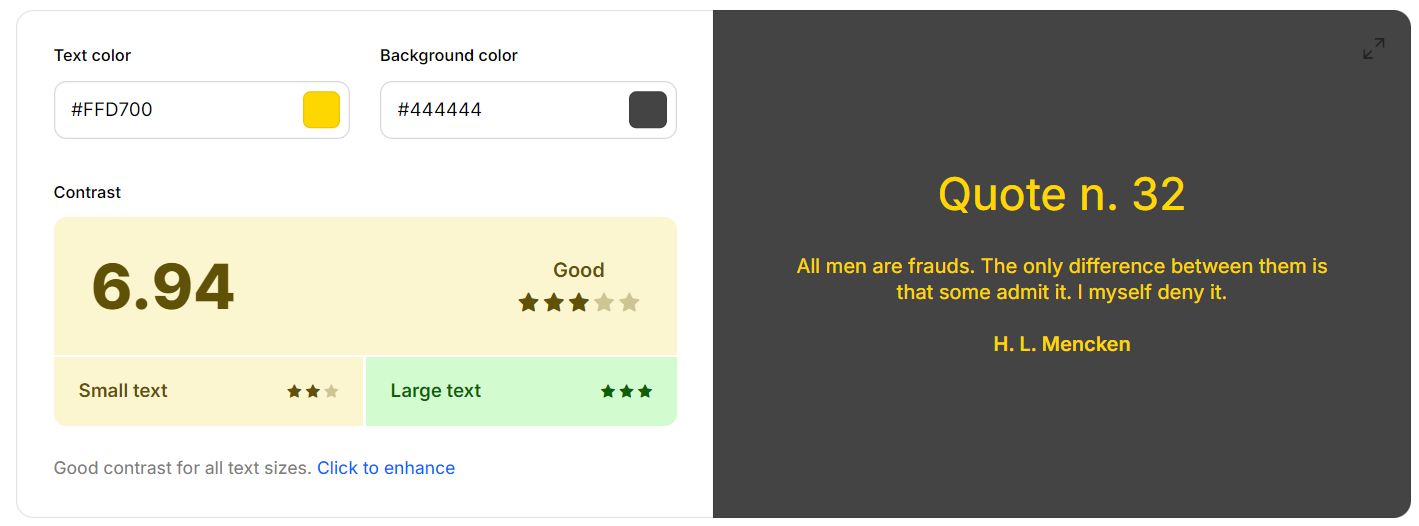 Text color
Background color
#FFD700
#444444
Contrast
6.94
Good
Small text
Large text
Good contrast for all text sizes. Click to enhance
Quote n. 32
All men are frauds. The only difference between them is
that some admit it. I myself deny it.
H. L. Mencken